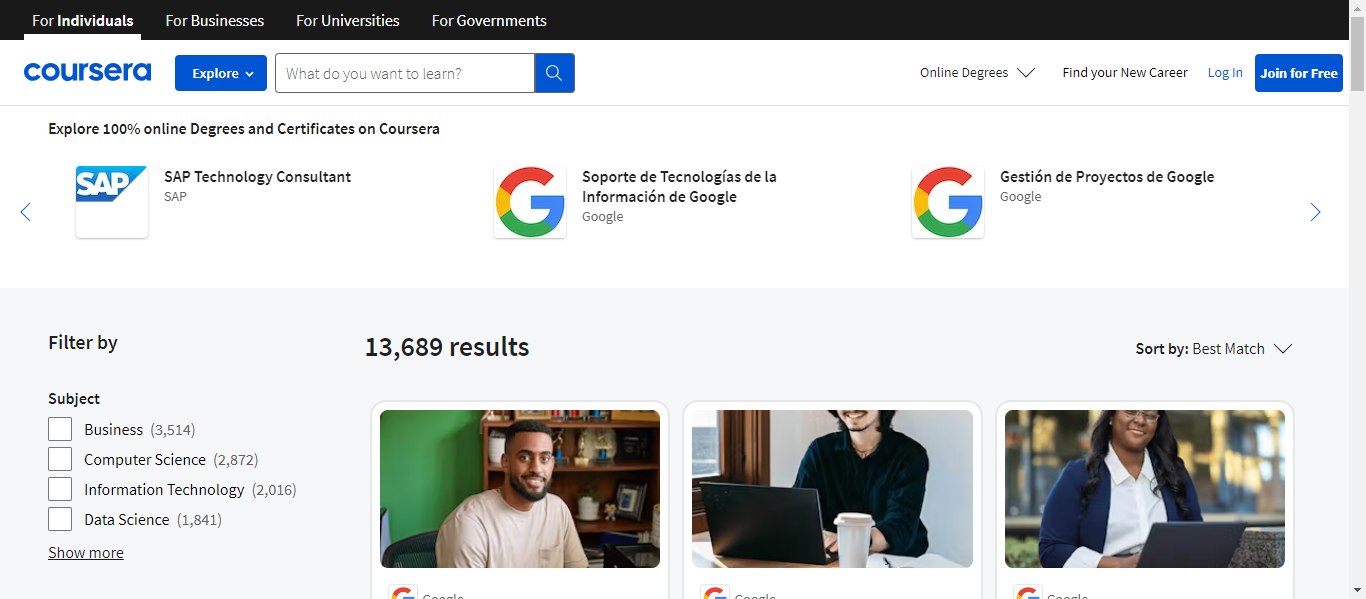 For Individuals For Businesses For Universities For Governments
coursera Explore What do you want to learn? Online Degrees Find your New Career Log In Join for Free
Explore 100% online Degrees and Certificates on Coursera
SAP SAP Technology Consultant
SAP
Soporte de Tecnologías de la
Información de Google
Google
Gestión de Proyectos de Google
Google
Filter by
13,689 results
Sort by: Best Match
Subject
Business (3,514)
Computer Science (2,872)
Information Technology (2,016)
Data Science (1,841)
Show more
Google Google Google